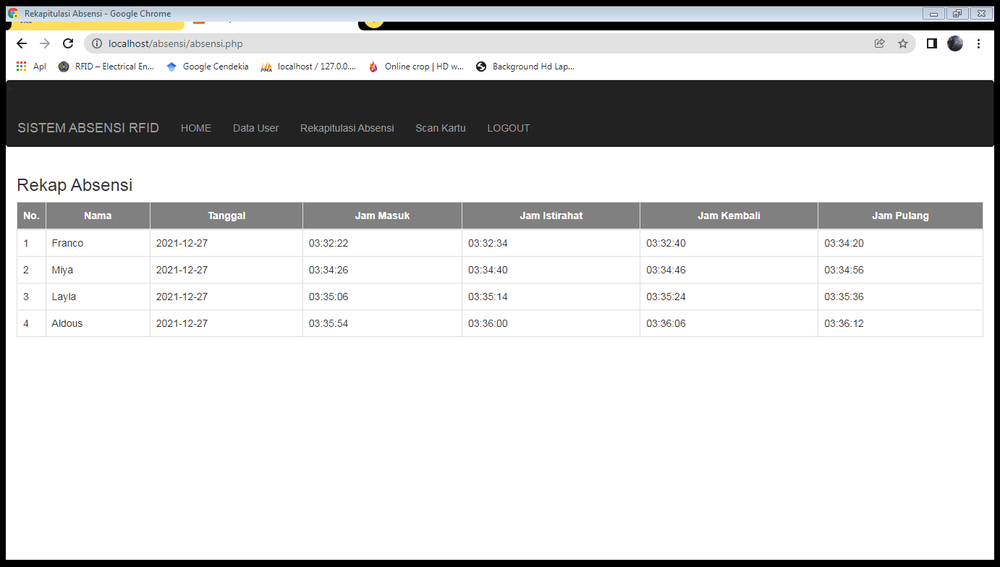 Rekapitulasi Absensi - Google Chrome
localhost/absensi/absensi.php
Apl RFID – Electrical En... Google Cendekia localhost / 127.0.0.... Online crop | HD w... Background Hd Lap...
SISTEM ABSENSI RFID HOME Data User Rekapitulasi Absensi Scan Kartu LOGOUT
Rekap Absensi
No. Nama Tanggal Jam Masuk Jam Istirahat Jam Kembali Jam Pulang
1 Franco 2021-12-27 03:32:22 03:32:34 03:32:40 03:34:20
2 Miya 2021-12-27 03:34:26 03:34:40 03:34:46 03:34:56
3 Layla 2021-12-27 03:35:06 03:35:14 03:35:24 03:35:36
4 Aldous 2021-12-27 03:35:54 03:36:00 03:36:06 03:36:12